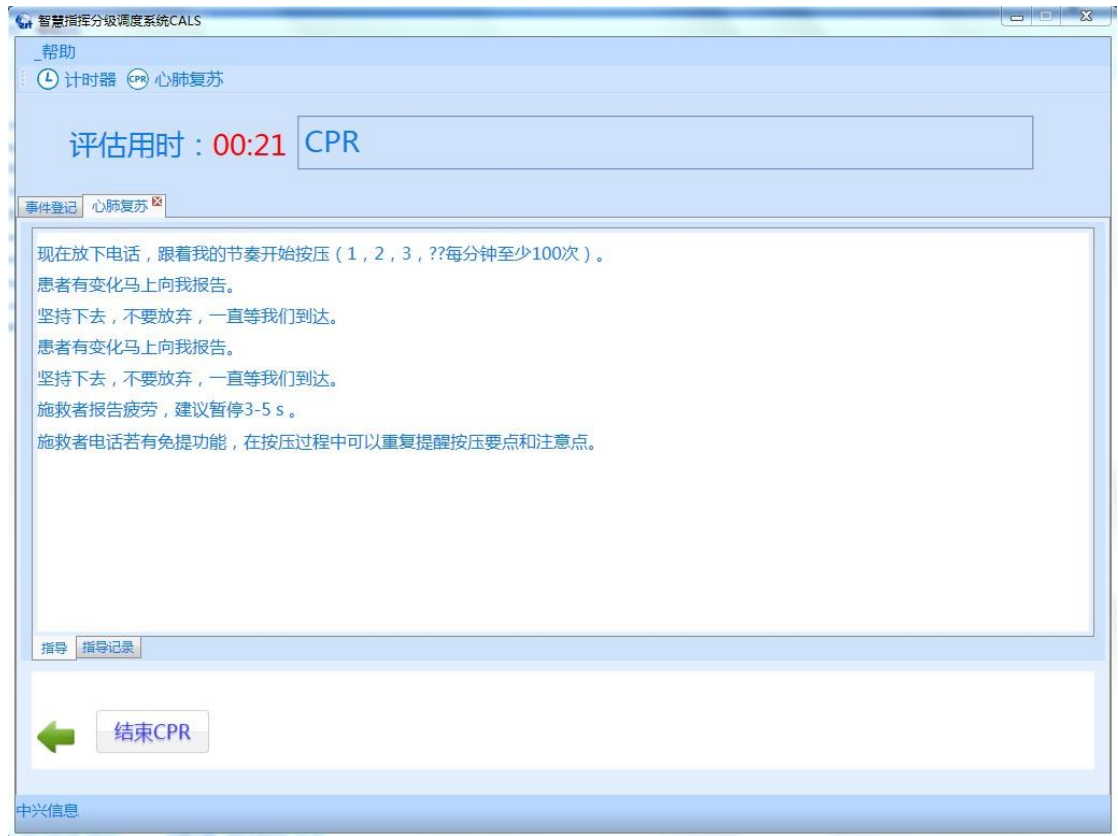 智慧指挥分级调度系统CALS
_帮助
计时器 CPR 心肺复苏
评估用时：00:21 CPR
事件登记 心肺复苏
现在放下电话，跟着我的节奏开始按压（1，2，3，??每分钟至少100次）。
患者有变化马上向我报告。
坚持下去，不要放弃，一直等我们到达。
患者有变化马上向我报告。
坚持下去，不要放弃，一直等我们到达。
施救者报告疲劳，建议暂停3-5 s。
施救者电话若有免提功能，在按压过程中可以重复提醒按压要点和注意点。
指导 指导记录
结束CPR
中兴信息